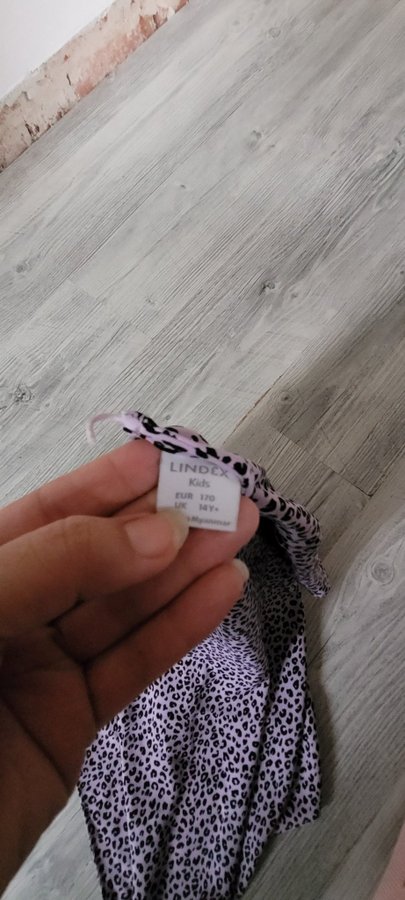 LINDEX
Kids
EUR 170
UK 14Y+
Myanmar